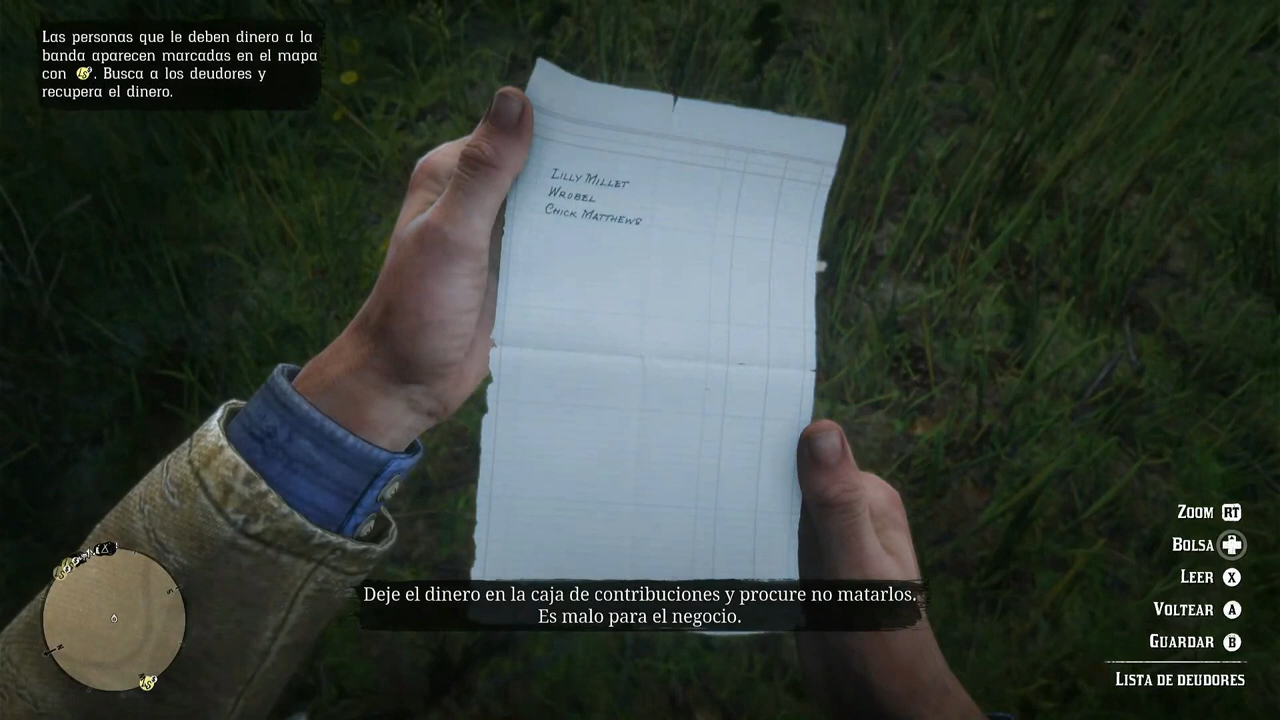 Las personas que le deben dinero a la
banda aparecen marcadas en el mapa
con . Busca a los deudores y
recupera el dinero.
Lilly Millet
Wrobel
Chick Matthews
Zoom RT
Bolsa
Leer X
Voltear A
Guardar B
Lista de deudores
Deje el dinero en la caja de contribuciones y procure no matarlos.
Es malo para el negocio.